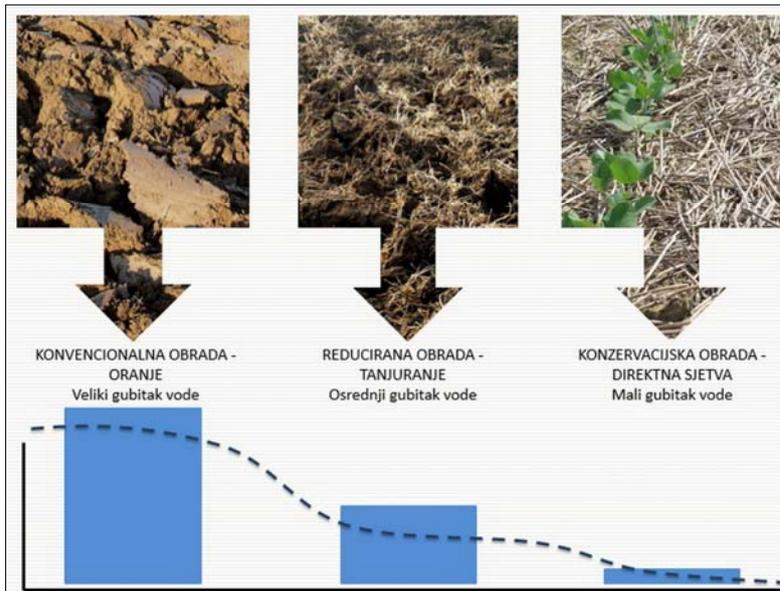 KONVENCIONALNA OBRADA -
ORANJE
Veliki gubitak vode
REDUCIRANA OBRADA -
TANJURANJE
Osrednji gubitak vode
KONZERVACIJSKA OBRADA -
DIREKTNA SJETVA
Mali gubitak vode